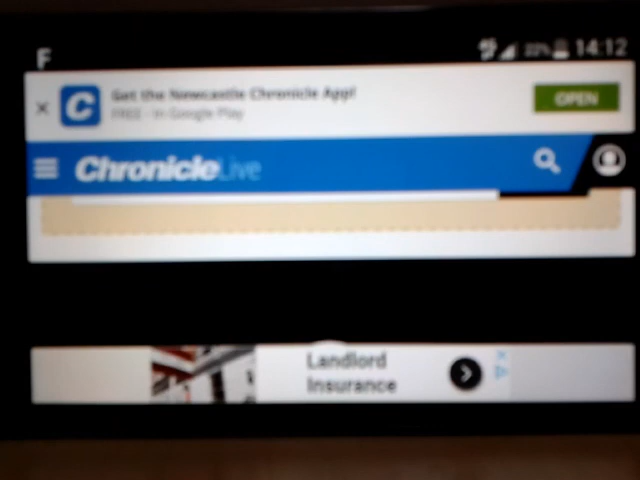 F 14:12
Get the Newcastle Chronicle App!
FREE - In Google Play
OPEN
C
ChronicleLive
Landlord
Insurance